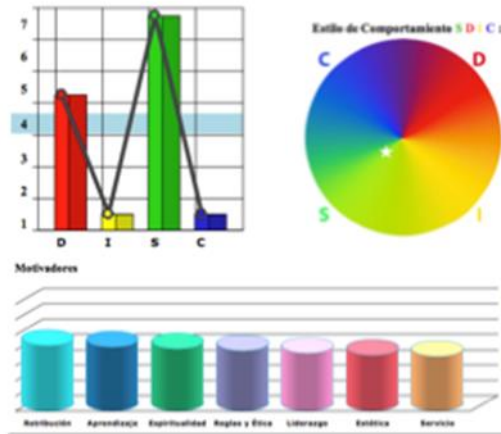 7
6
5
4
3
2
1
D I S C
Estilo de Comportamiento S D I C :
C D
S I
Motivadores
Retribución Aprendizaje Espiritualidad Reglas y Ética Liderazgo Estética Servicio